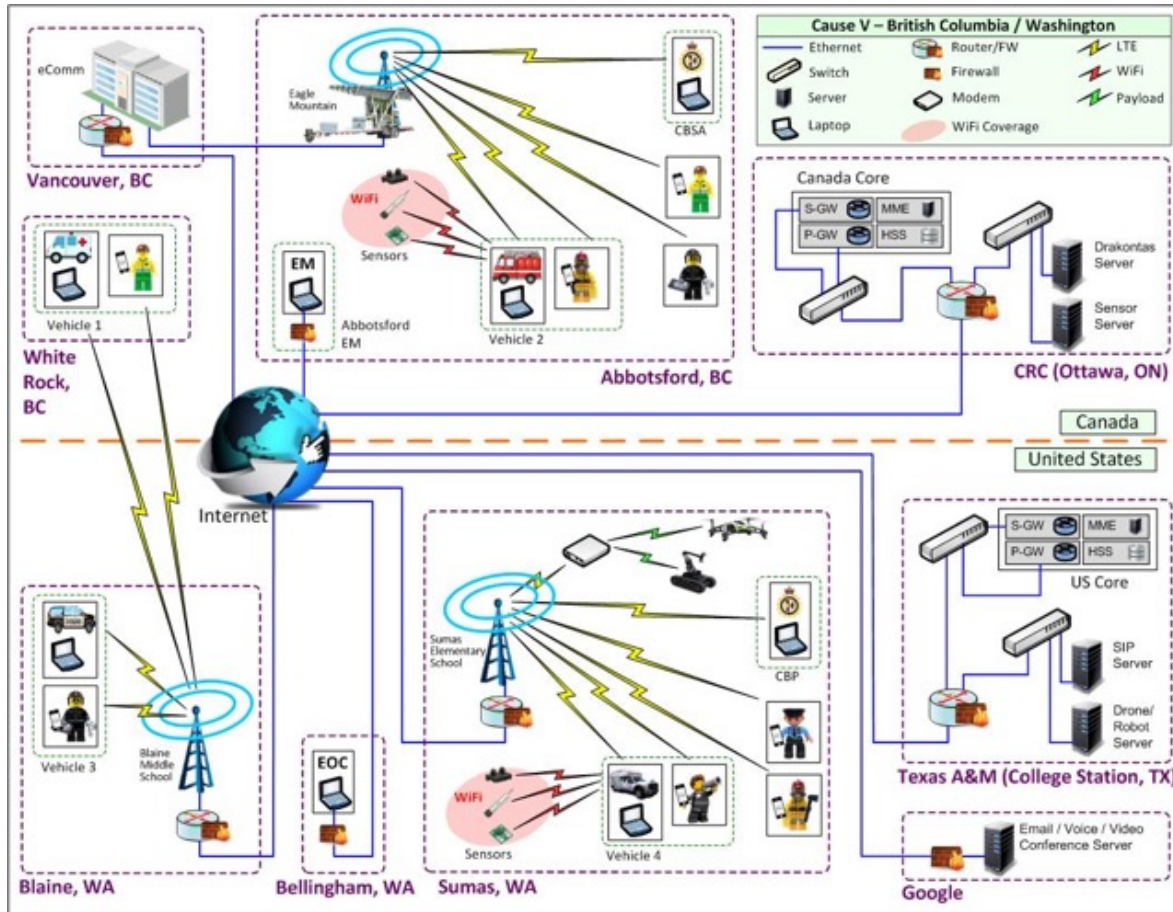 Cause V – British Columbia / Washington
Ethernet
Router/FW
LTE
Switch
Firewall
WiFi
Server
Modem
Payload
Laptop
WiFi Coverage
eComm
Vancouver, BC
Eagle
Mountain
CBSA
WiFi
Sensors
EM
Abbotsford
EM
Vehicle 2
Abbotsford, BC
Vehicle 1
White
Rock,
BC
Canada Core
S-GW
MME
P-GW
HSS
Drakontas
Server
Sensor
Server
CRC (Ottawa, ON)
Canada
United States
Internet
Vehicle 3
Blaine
Middle
School
Blaine, WA
EOC
Bellingham, WA
Sumas
Elementary
School
CBP
WiFi
Sensors
Vehicle 4
Sumas, WA
S-GW
MME
P-GW
HSS
US Core
SIP
Server
Drone/
Robot
Server
Texas A&M (College Station, TX)
Email / Voice / Video
Conference Server
Google